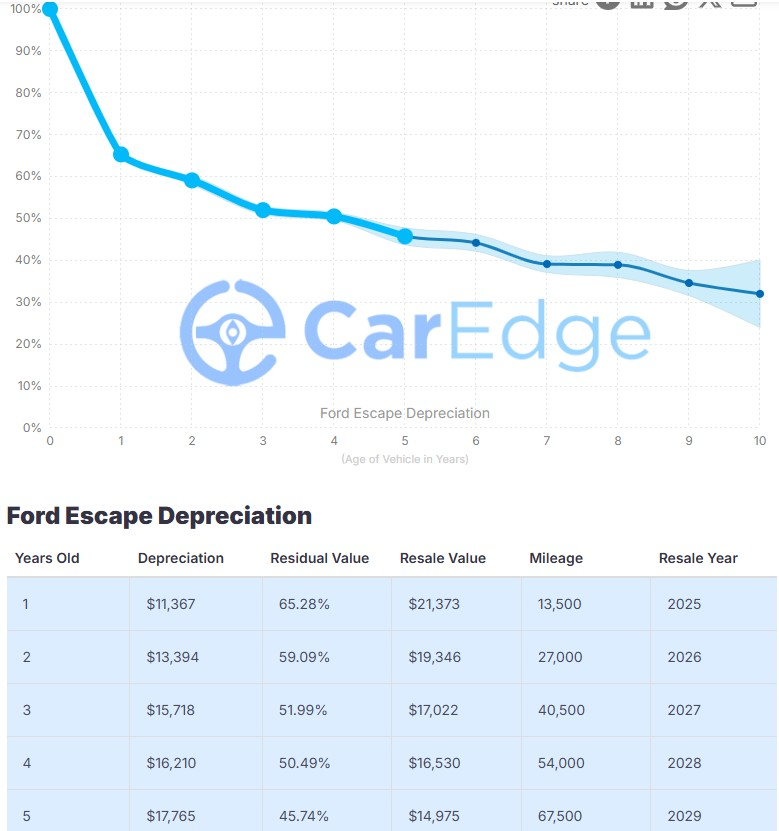 share
100%
90%
80%
70%
60%
50%
40%
30%
20%
10%
0%
CarEdge
Ford Escape Depreciation
0 1 2 3 4 5 6 7 8 9 10
(Age of Vehicle in Years)
Ford Escape Depreciation
Years Old Depreciation Residual Value Resale Value Mileage Resale Year
1 $11,367 65.28% $21,373 13,500 2025
2 $13,394 59.09% $19,346 27,000 2026
3 $15,718 51.99% $17,022 40,500 2027
4 $16,210 50.49% $16,530 54,000 2028
5 $17,765 45.74% $14,975 67,500 2029